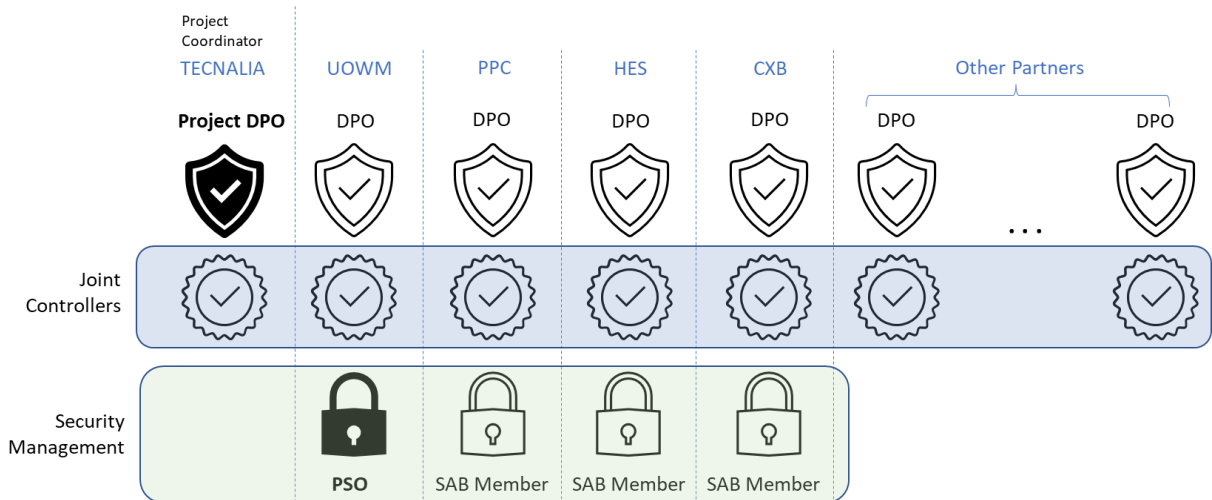 Project
Coordinator
TECNALIA
UOWM
PPC
HES
CXB
Other Partners
Project DPO
DPO
DPO
DPO
DPO
DPO
DPO
...
Joint
Controllers
Security
Management
PSO
SAB Member
SAB Member
SAB Member